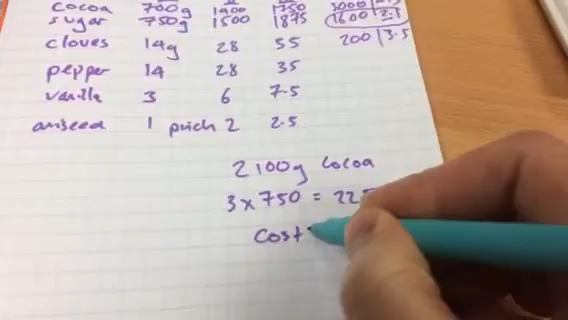 cocoa 700g 1400 1750
sugar 750g 1500 1875
cloves 14g 28 55
pepper 14 28 35
vanilla 3 6 7.5
aniseed 1 pinch 2 2.5
3000
1600 2.1
200 3.5
2100g cocoa
3 x 750 = 225
Cost